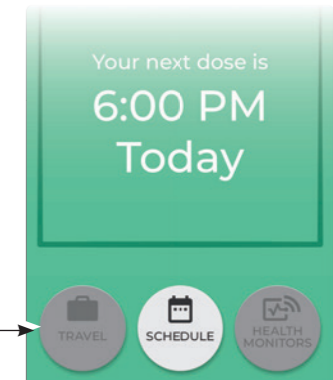 Your next dose is
6:00 PM
Today
TRAVEL
SCHEDULE
HEALTH
MONITORS